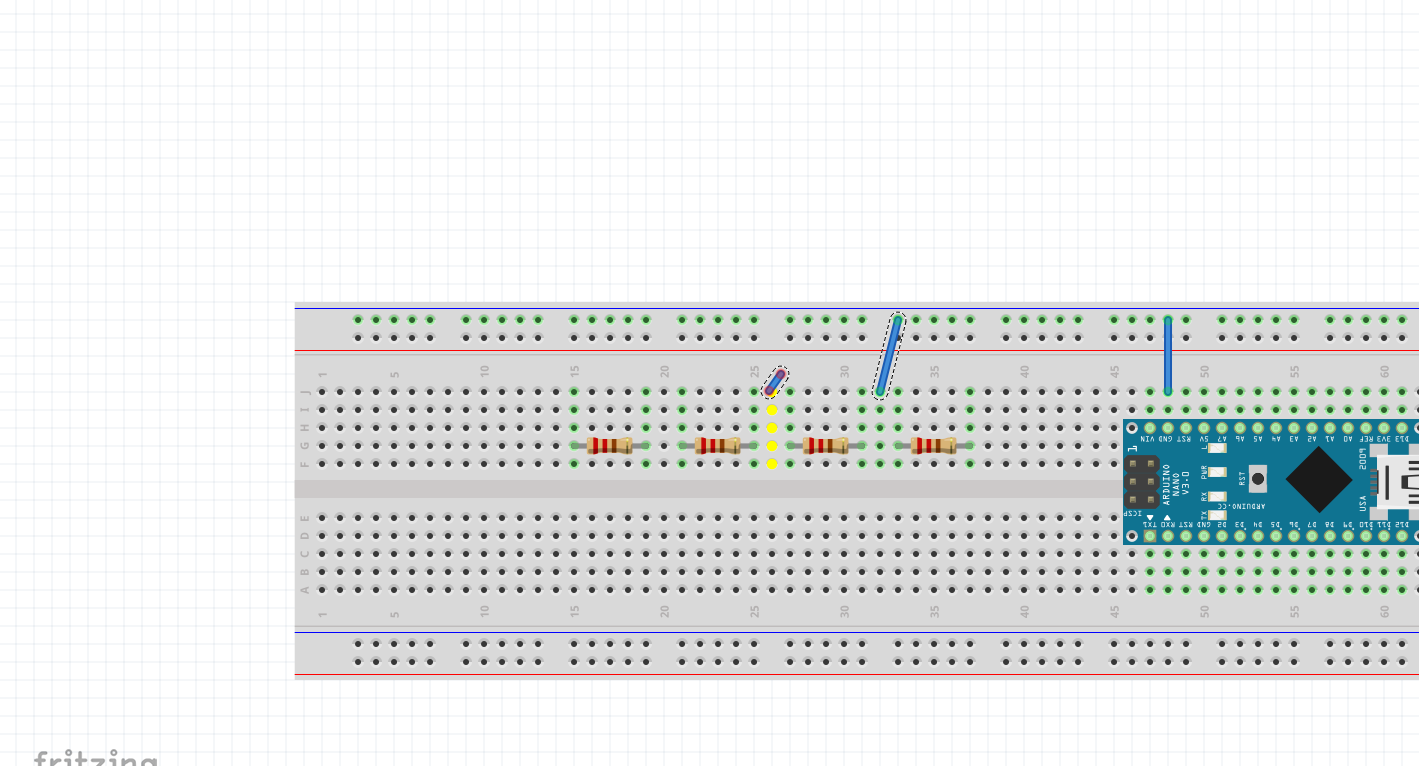 1 5 10 15 20 25 30 35 40 45 50 55 60
J
I
H
G
F
VIN GND RST 5V A7 A6 A5 A4 A3 A2 A1 A0 REF 3V3 D13
1
L
PWR
RX
TX
RST
ARDUINO
NANO
V3.0
ICSP
ARDUINO.CC
USA
TX1 RX0 RST GND D2 D3 D4 D5 D6 D7 D8 D9 D10 D11 D12
E
D
C
B
A
1 5 10 15 20 25 30 35 40 45 50 55 60
fritzing